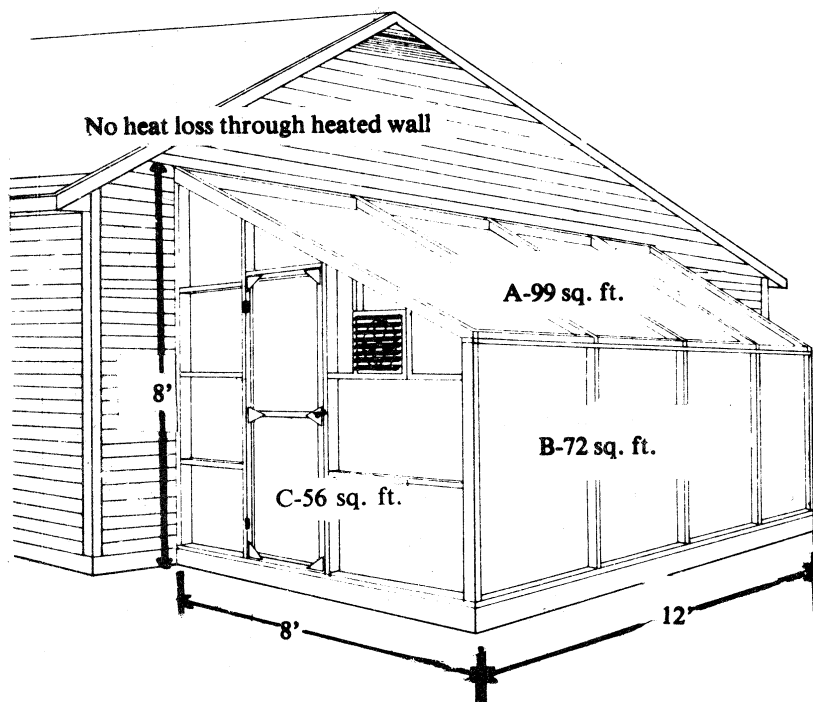 No heat loss through heated wall
A-99 sq. ft.
8’
B-72 sq. ft.
C-56 sq. ft.
8’
12’